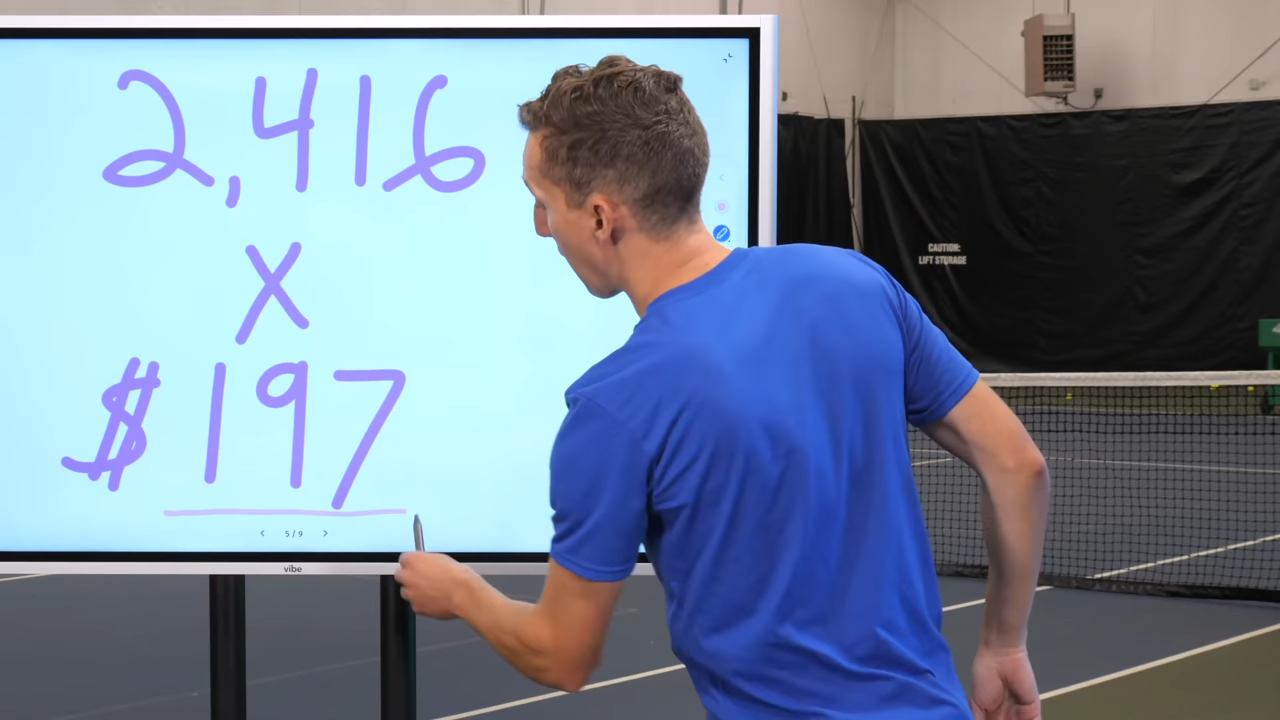 2,416
X
$197
< 5/9 >
vibe
CAUTION:
LIFT STORAGE